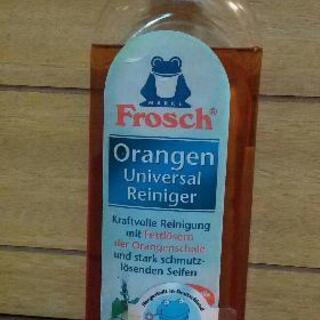 MARKE
Frosch®
Orangen
Universal
Reiniger
Kraftvolle Reinigung
mit Fettlösern
der Orangenschale
und stark schmutz-
lösenden Seifen